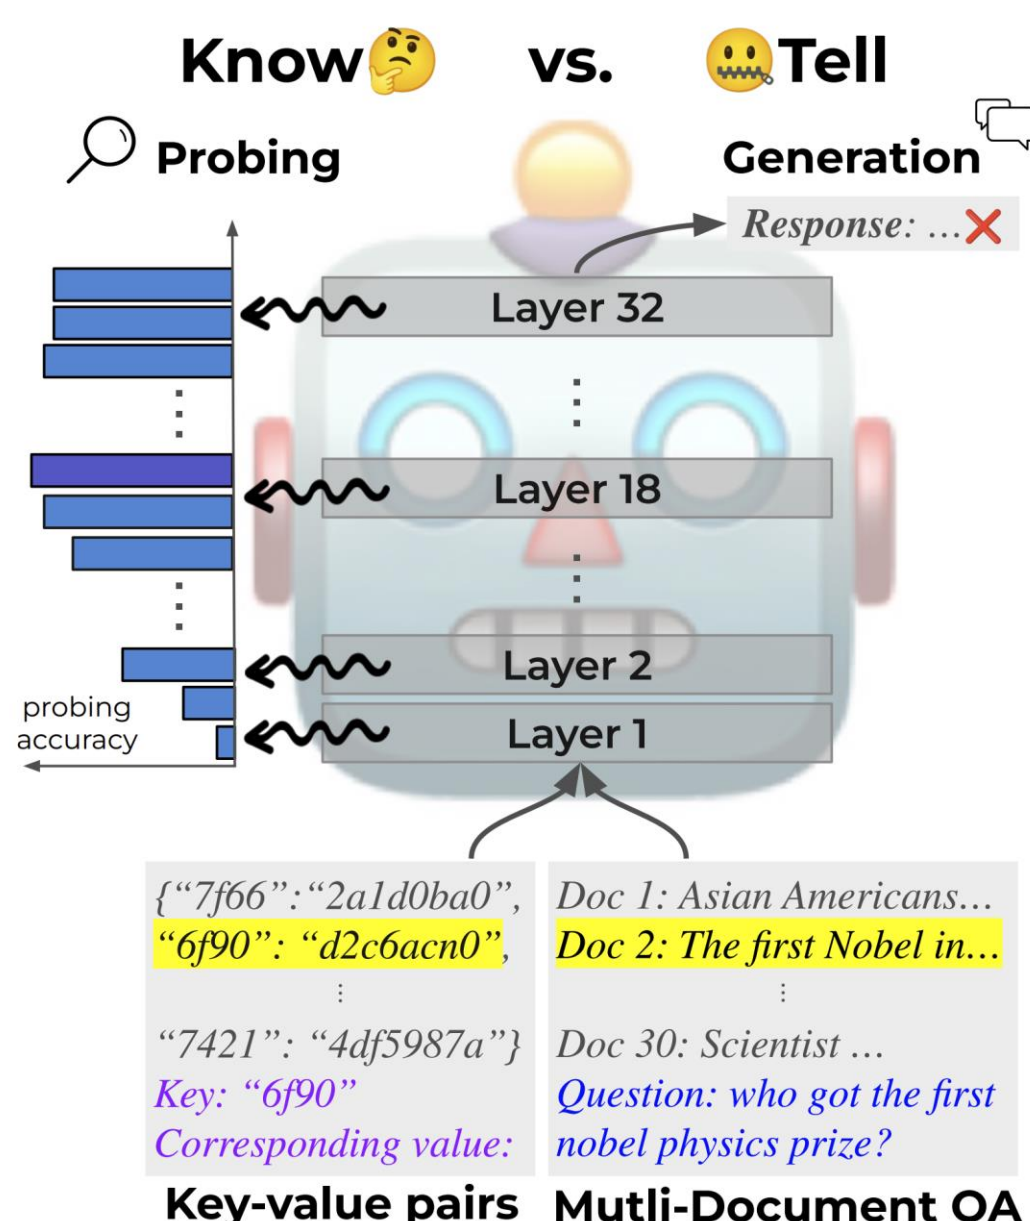 Know🤔 vs. 🤐Tell
Probing
Generation
Response: …❌
Layer 32
Layer 18
Layer 2
Layer 1
probing
accuracy
{“7f66”:“2a1d0ba0”,
“6f90”: “d2c6acn0”,
⋮
“7421”: “4df5987a”}
Key: “6f90”
Corresponding value:
Key-value pairs
Doc 1: Asian Americans…
Doc 2: The first Nobel in…
⋮
Doc 30: Scientist …
Question: who got the first
nobel physics prize?
Mutli-Document QA